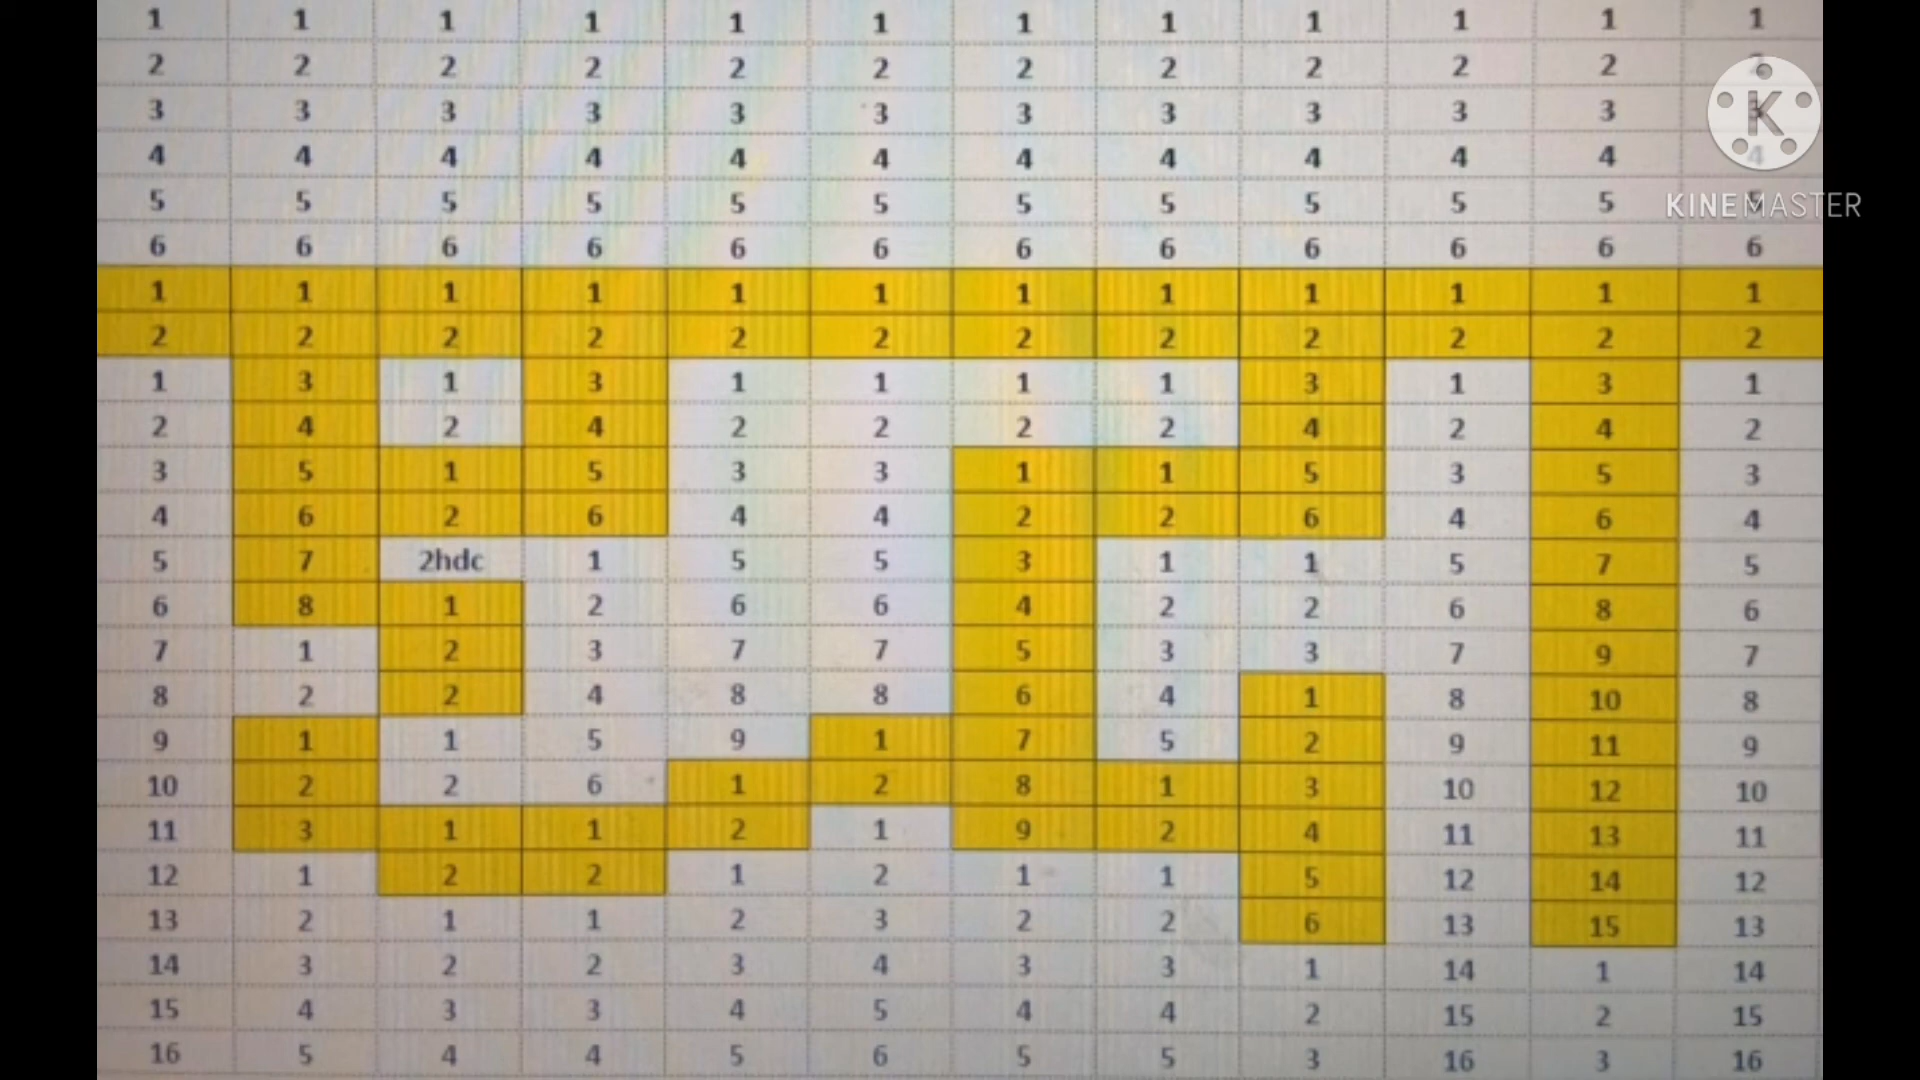 1 1 1 1 1 1 1 1 1 1 1 1
2 2 2 2 2 2 2 2 2 2 2 2
3 3 3 3 3 3 3 3 3 3 3 3
4 4 4 4 4 4 4 4 4 4 4 4
5 5 5 5 5 5 5 5 5 5 5 5
6 6 6 6 6 6 6 6 6 6 6 6
1 1 1 1 1 1 1 1 1 1 1 1
2 2 2 2 2 2 2 2 2 2 2 2
1 3 1 3 1 1 1 1 3 1 3 1
2 4 2 4 2 2 2 2 4 2 4 2
3 5 1 5 3 3 1 1 5 3 5 3
4 6 2 6 4 4 2 2 6 4 6 4
5 7 2hdc 1 5 5 3 1 1 5 7 5
6 8 1 2 6 6 4 2 2 6 8 6
7 1 2 3 7 7 5 3 3 7 9 7
8 2 2 4 8 8 6 4 1 8 10 8
9 1 1 5 9 1 7 5 2 9 11 9
10 2 2 6 1 2 8 1 3 10 12 10
11 3 1 1 2 1 9 2 4 11 13 11
12 1 2 2 1 2 1 1 5 12 14 12
13 2 1 1 2 3 2 2 6 13 15 13
14 3 2 2 3 4 3 3 1 14 1 14
15 4 3 3 4 5 4 4 2 15 2 15
16 5 4 4 5 6 5 5 3 16 3 16
K
KINEMASTER